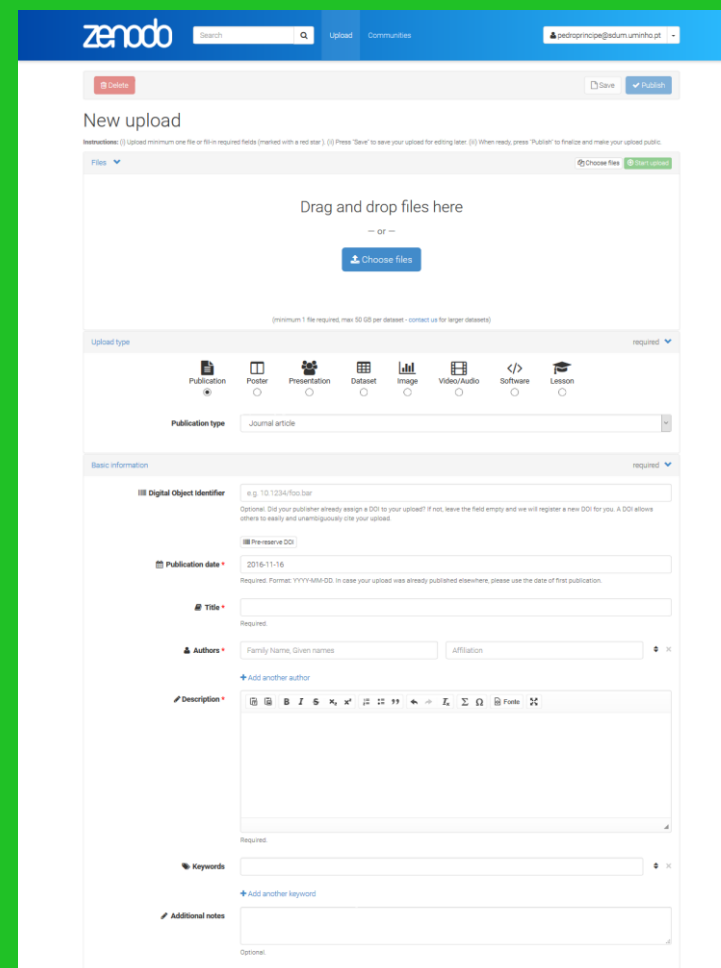 zenodo Search Upload Communities pedroprincipe@sdum.uminho.pt
Delete Save Publish
New upload
Instructions: (i) Upload minimum one file or fill-in required fields (marked with a red star ). (ii) Press "Save" to save your upload for editing later. (iii) When ready, press "Publish" to finalize and make your upload public.
Files Choose files Start upload
Drag and drop files here
— or —
Choose files
(minimum 1 file required, max 50 GB per dataset - contact us for larger datasets)
Upload type required
Publication Poster Presentation Dataset Image Video/Audio Software Lesson
Publication type Journal article
Basic information required
Digital Object Identifier e.g. 10.1234/foo.bar
Optional. Did your publisher already assign a DOI to your upload? If not, leave the field empty and we will register a new DOI for you. A DOI allows
others to easily and unambiguously cite your upload.
Pre-reserve DOI
Publication date * 2016-11-16
Required. Format: YYYY-MM-DD. In case your upload was already published elsewhere, please use the date of first publication.
Title *
Required.
Authors * Family Name, Given names Affiliation
+ Add another author
Description * B I S x₂ x² Iₓ Σ Ω Fonte
Required.
Keywords
+ Add another keyword
Additional notes
Optional.